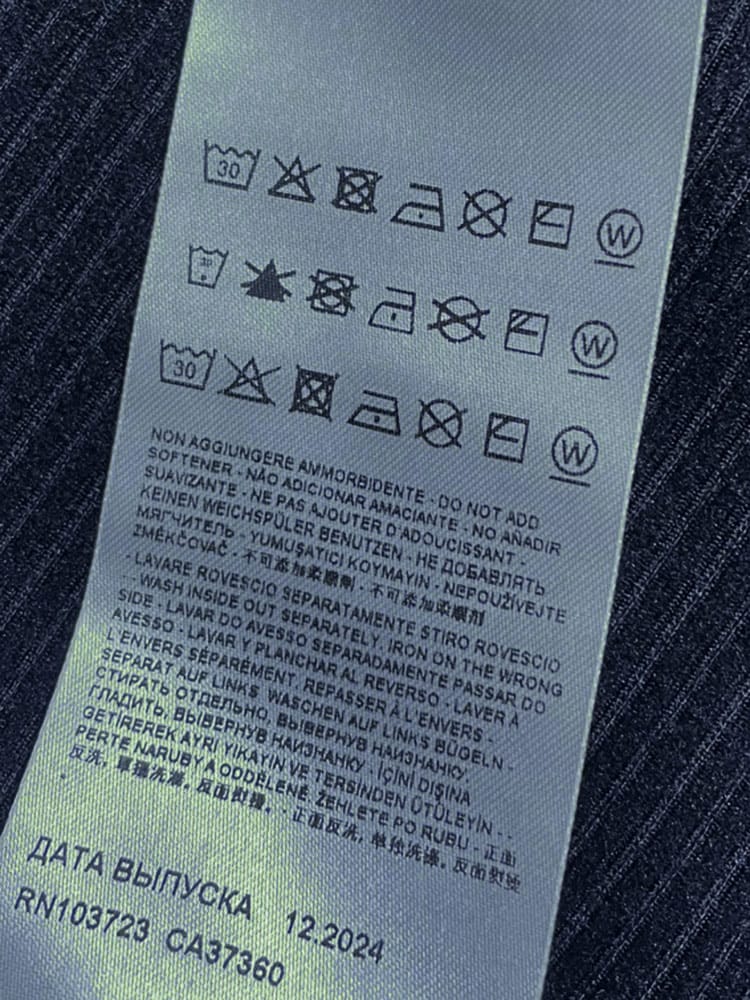 30 W
30 W
30 W
NON AGGIUNGERE AMMORBIDENTE - DO NOT ADD
SOFTENER - NÃO ADICIONAR AMACIANTE - NO AÑADIR
SUAVIZANTE - NE PAS AJOUTER D'ADOUCISSANT -
KEINEN WEICHSPÜLER BENUTZEN - НЕ ДОБАВЛЯТЬ
МЯГЧИТЕЛЬ - YUMUŞATICI KOYMAYIN - NEPOUŽÍVEJTE
ZMĚKČOVAČ - 不可添加柔順劑 - 不可添加柔顺剂
- LAVARE ROVESCIO SEPARATAMENTE STIRO ROVESCIO
- - WASH INSIDE OUT SEPARATELY, IRON ON THE WRONG
SIDE - LAVAR DO AVESSO SEPARADAMENTE PASSAR DO
AVESSO - LAVAR Y PLANCHAR AL REVERSO - LAVER À
L'ENVERS SÉPARÉMENT, REPASSER À L'ENVERS -
SEPARAT AUF LINKS WASCHEN AUF LINKS BÜGELN -
СТИРАТЬ ОТДЕЛЬНО, ВЫВЕРНУВ НАИЗНАНКУ,
ГЛАДИТЬ, ВЫВЕРНУВ НАИЗНАНКУ - İÇİNİ DIŞINA
GETİREREK AYRI YIKAYIN VE TERSİNDEN ÜTÜLEYİN - -
PERTE NARUBY A ODDĚLENĚ, ŽEHLETE PO RUBU - 正面
反洗, 單獨洗滌。反面熨燙。 - 正面反洗, 单独洗涤。反面熨烫
ДАТА ВЫПУСКА 12.2024
RN103723 CA37360